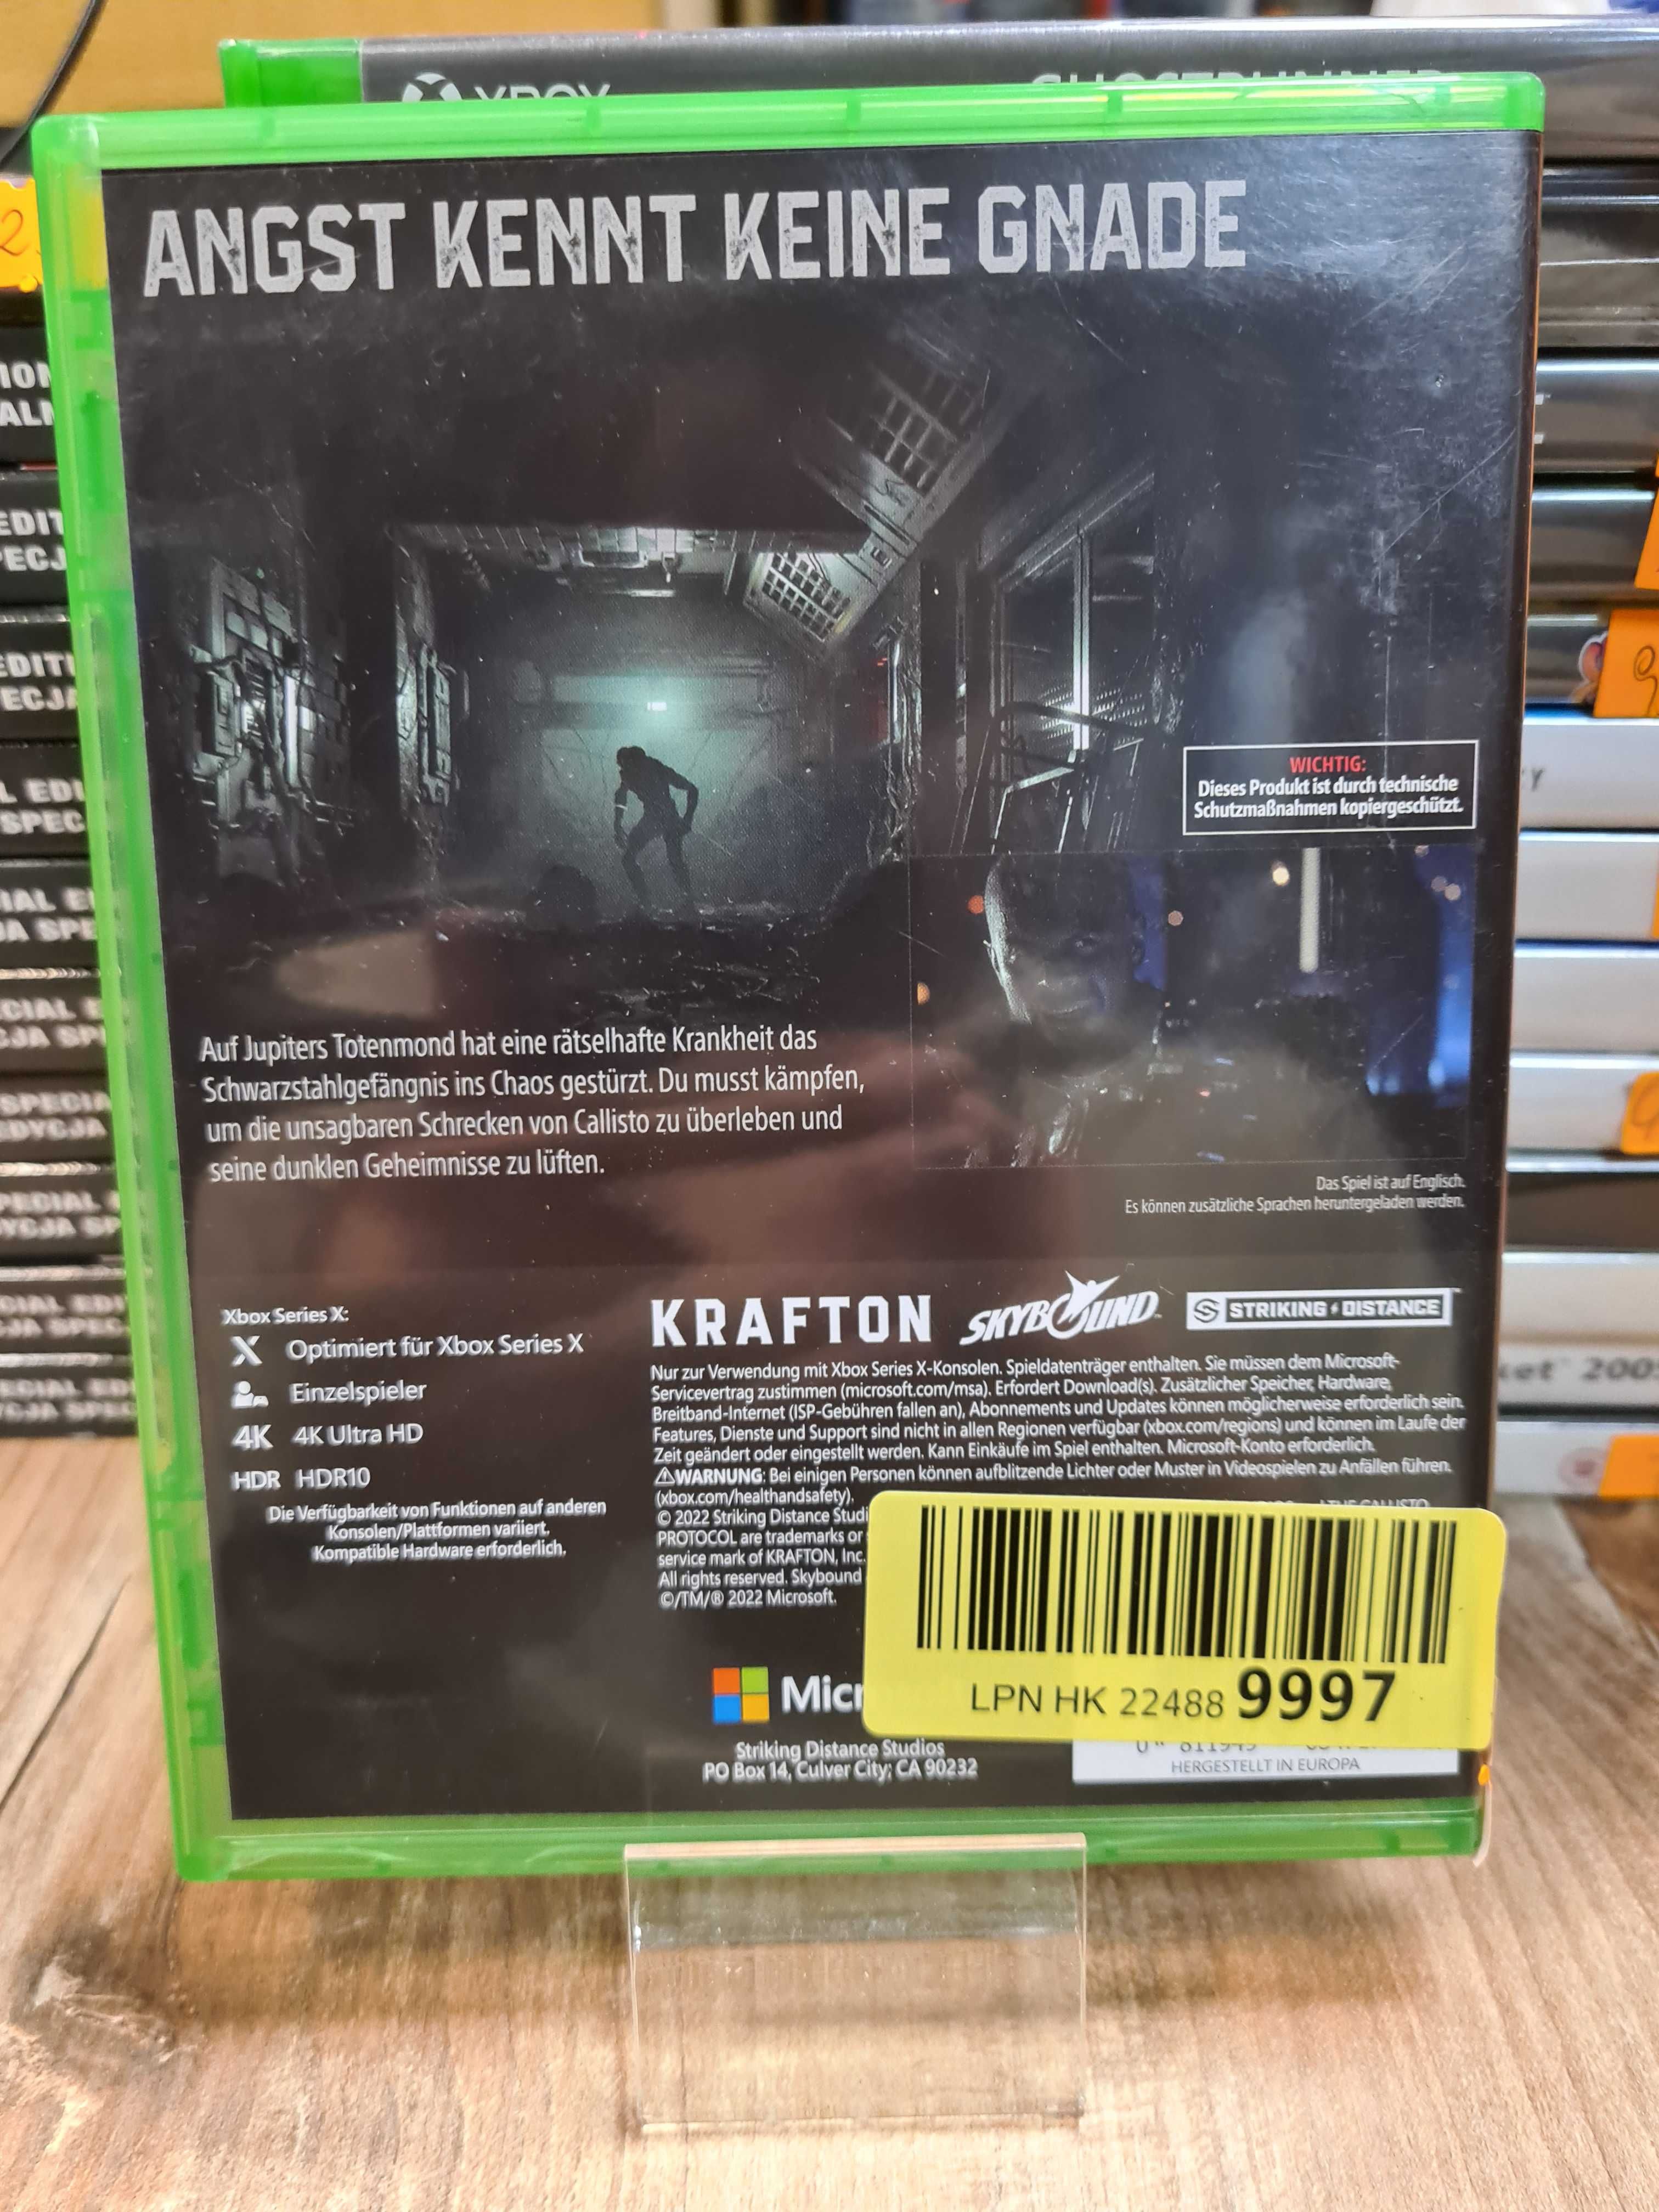 XBOX
ANGST KENNT KEINE GNADE
WICHTIG:
Dieses Produkt ist durch technische
Schutzmaßnahmen kopiergeschützt.
Auf Jupiters Totenmond hat eine rätselhafte Krankheit das
Schwarzstahlgefängnis ins Chaos gestürzt. Du musst kämpfen,
um die unsagbaren Schrecken von Callisto zu überleben und
seine dunklen Geheimnisse zu lüften.
Das Spiel ist auf Englisch.
Es können zusätzliche Sprachen heruntergeladen werden.
Xbox Series X:
Optimiert für Xbox Series X
Einzelspieler
4K 4K Ultra HD
HDR HDR10
Die Verfügbarkeit von Funktionen auf anderen
Konsolen/Plattformen variiert.
Kompatible Hardware erforderlich.
KRAFTON SKYBOUND STRIKING DISTANCE
Nur zur Verwendung mit Xbox Series X-Konsolen. Spieldatenträger enthalten. Sie müssen dem Microsoft-
Servicevertrag zustimmen (microsoft.com/msa). Erfordert Download(s). Zusätzlicher Speicher, Hardware,
Breitband-Internet (ISP-Gebühren fallen an), Abonnements und Updates können möglicherweise erforderlich sein.
Features, Dienste und Support sind nicht in allen Regionen verfügbar (xbox.com/regions) und können im Laufe der
Zeit geändert oder eingestellt werden. Kann Einkäufe im Spiel enthalten. Microsoft-Konto erforderlich.
⚠WARNUNG: Bei einigen Personen können aufblitzende Lichter oder Muster in Videospielen zu Anfällen führen.
(xbox.com/healthandsafety).
© 2022 Striking Distance Studi
PROTOCOL are trademarks or
service mark of KRAFTON, Inc.
All rights reserved. Skybound
©/TM/® 2022 Microsoft.
LPN HK 22488 9997
Micr
Striking Distance Studios
PO Box 14, Culver City, CA 90232
HERGESTELLT IN EUROPA